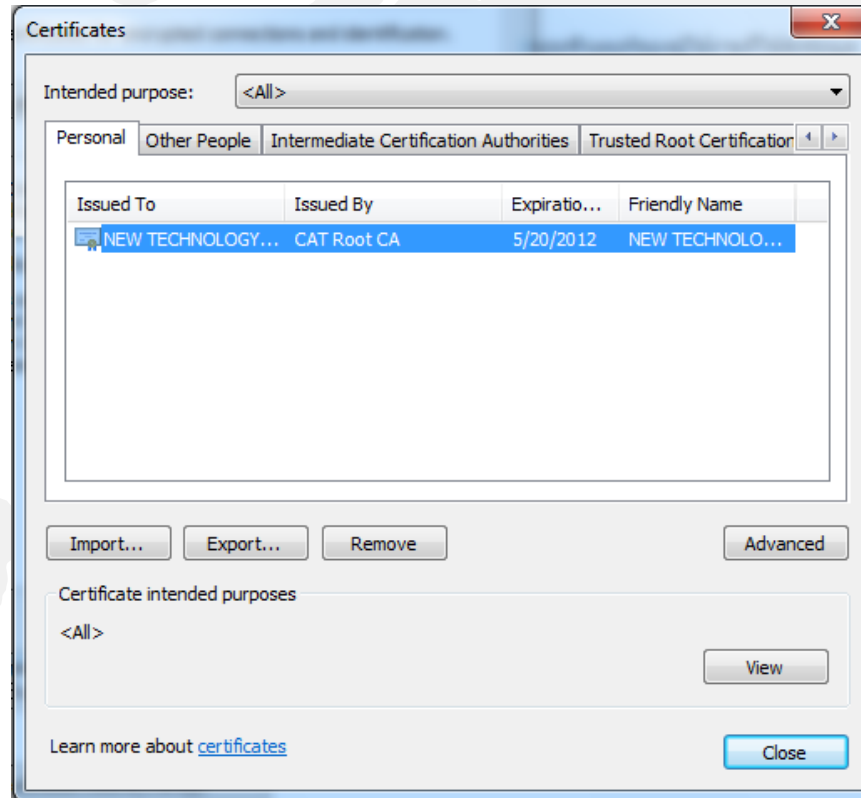 Certificates
Intended purpose: <All>
Personal Other People Intermediate Certification Authorities Trusted Root Certification
Issued To Issued By Expiratio... Friendly Name
NEW TECHNOLOGY... CAT Root CA 5/20/2012 NEW TECHNOLO...
Import... Export... Remove Advanced
Certificate intended purposes
<All>
View
Learn more about certificates
Close